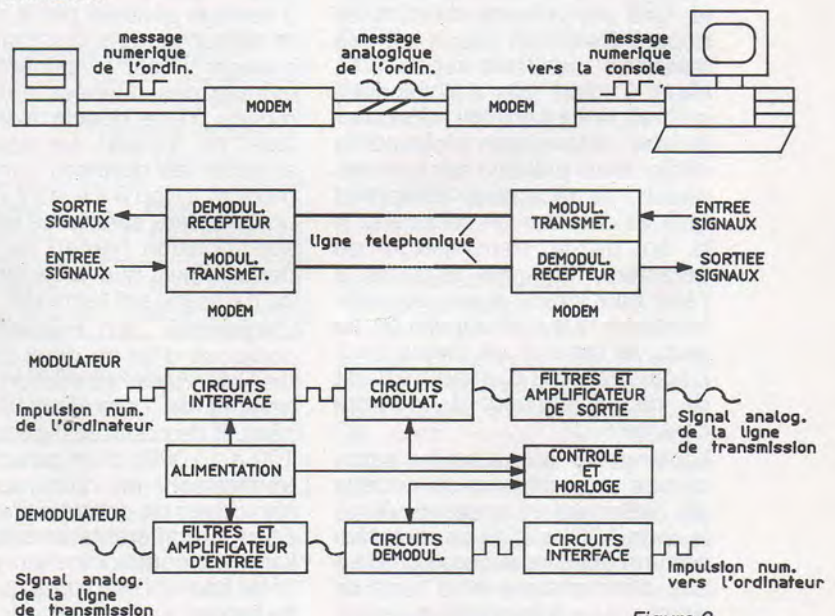 message
numerique
de l'ordin.
message
analogique
de l'ordin.
message
numerique
vers la console
MODEM
MODEM
SORTIE
SIGNAUX
DEMODUL.
RECEPTEUR
MODUL.
TRANSMET.
ENTREE
SIGNAUX
ligne telephonique
ENTREE
SIGNAUX
MODUL.
TRANSMET.
DEMODUL.
RECEPTEUR
SORTIEE
SIGNAUX
MODEM
MODEM
MODULATEUR
CIRCUITS
INTERFACE
CIRCUITS
MODULAT.
FILTRES ET
AMPLIFICATEUR
DE SORTIE
Impulsion num.
de l'ordinateur
Signal analog.
de la ligne
de transmission
ALIMENTATION
CONTROLE
ET
HORLOGE
DEMODULATEUR
FILTRES ET
AMPLIFICATEUR
D'ENTREE
CIRCUITS
DEMODUL.
CIRCUITS
INTERFACE
Signal analog.
de la ligne
de transmission
Impulsion num.
vers l'ordinateur